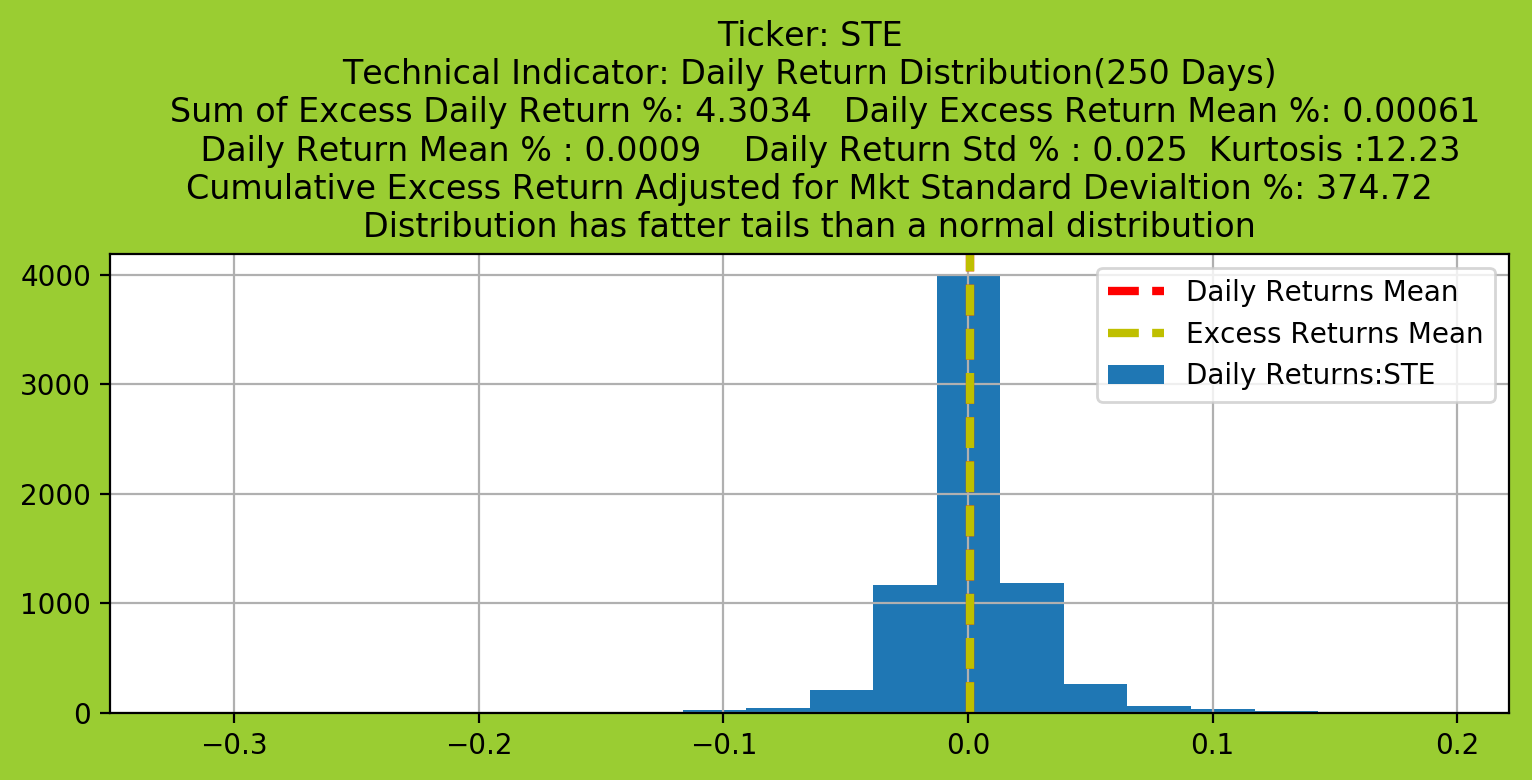 Ticker: STE
Technical Indicator: Daily Return Distribution(250 Days)
Sum of Excess Daily Return %: 4.3034   Daily Excess Return Mean %: 0.00061
Daily Return Mean % : 0.0009    Daily Return Std % : 0.025  Kurtosis :12.23
Cumulative Excess Return Adjusted for Mkt Standard Devialtion %: 374.72
Distribution has fatter tails than a normal distribution
4000
3000
2000
1000
0
Daily Returns Mean
Excess Returns Mean
Daily Returns:STE
−0.3
−0.2
−0.1
0.0
0.1
0.2